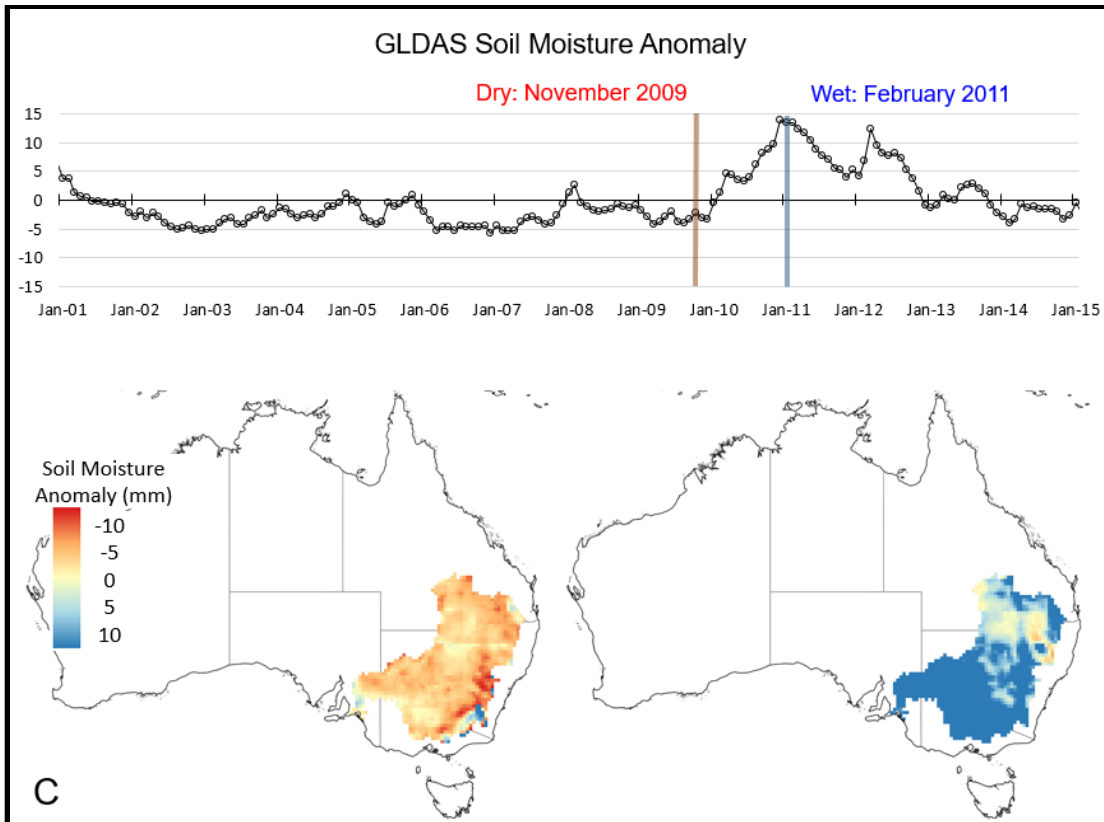 GLDAS Soil Moisture Anomaly
Dry: November 2009
Wet: February 2011
15
10
5
0
-5
-10
-15
Jan-01 Jan-02 Jan-03 Jan-04 Jan-05 Jan-06 Jan-07 Jan-08 Jan-09 Jan-10 Jan-11 Jan-12 Jan-13 Jan-14 Jan-15
Soil Moisture
Anomaly (mm)
-10
-5
0
5
10
C